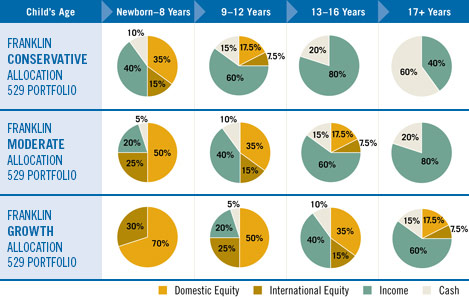 Child's Age
Newborn–8 Years
9–12 Years
13–16 Years
17+ Years
FRANKLIN
CONSERVATIVE
ALLOCATION
529 PORTFOLIO
10%
35%
40%
15%
15%
17.5%
7.5%
60%
20%
80%
40%
60%
FRANKLIN
MODERATE
ALLOCATION
529 PORTFOLIO
5%
20%
50%
25%
10%
35%
40%
15%
15%
17.5%
7.5%
60%
20%
80%
FRANKLIN
GROWTH
ALLOCATION
529 PORTFOLIO
30%
70%
5%
20%
50%
25%
10%
35%
40%
15%
15%
17.5%
7.5%
60%
Domestic Equity
International Equity
Income
Cash